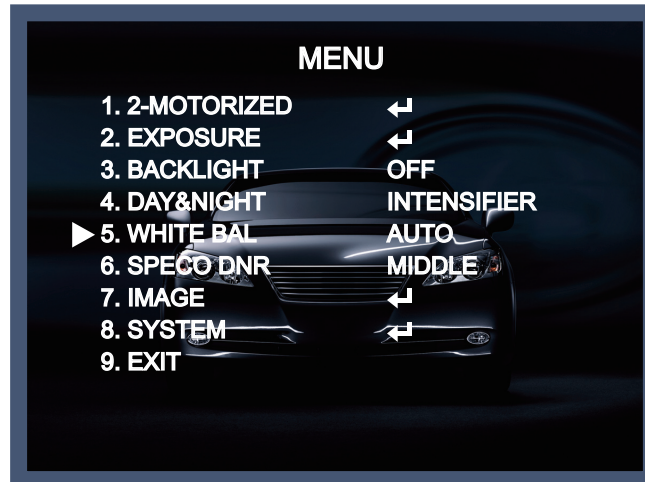 MENU
1. 2-MOTORIZED ↵
2. EXPOSURE ↵
3. BACKLIGHT OFF
4. DAY&NIGHT INTENSIFIER
5. WHITE BAL AUTO
6. SPECO DNR MIDDLE
7. IMAGE ↵
8. SYSTEM ↵
9. EXIT